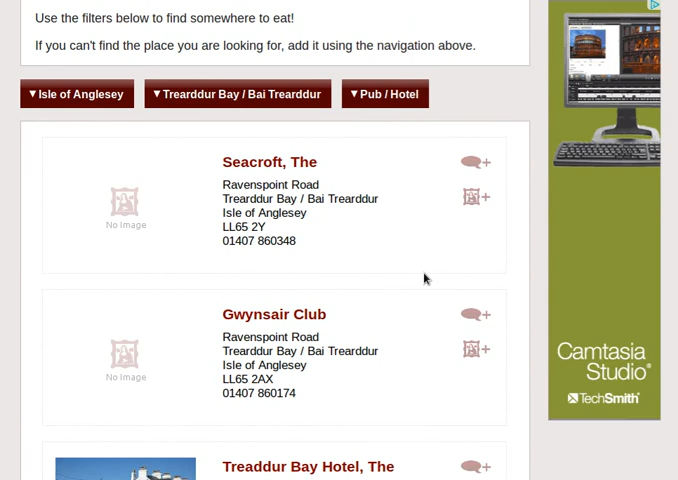 Use the filters below to find somewhere to eat!
If you can't find the place you are looking for, add it using the navigation above.
▼Isle of Anglesey ▼Trearddur Bay / Bai Trearddur ▼Pub / Hotel
Seacroft, The
Ravenspoint Road
Trearddur Bay / Bai Trearddur
Isle of Anglesey
LL65 2Y
01407 860348
No Image
Gwynsair Club
Ravenspoint Road
Trearddur Bay / Bai Trearddur
Isle of Anglesey
LL65 2AX
01407 860174
No Image
Treaddur Bay Hotel, The
Camtasia
Studio®
TechSmith®